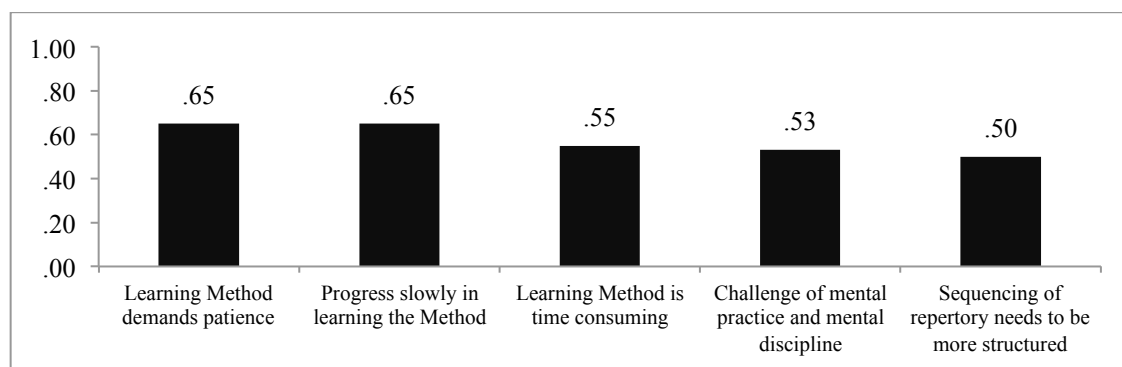 1.00
.80
.60
.40
.20
.00
.65
.65
.55
.53
.50
Learning Method
demands patience
Progress slowly in
learning the Method
Learning Method is
time consuming
Challenge of mental
practice and mental
discipline
Sequencing of
repertory needs to be
more structured